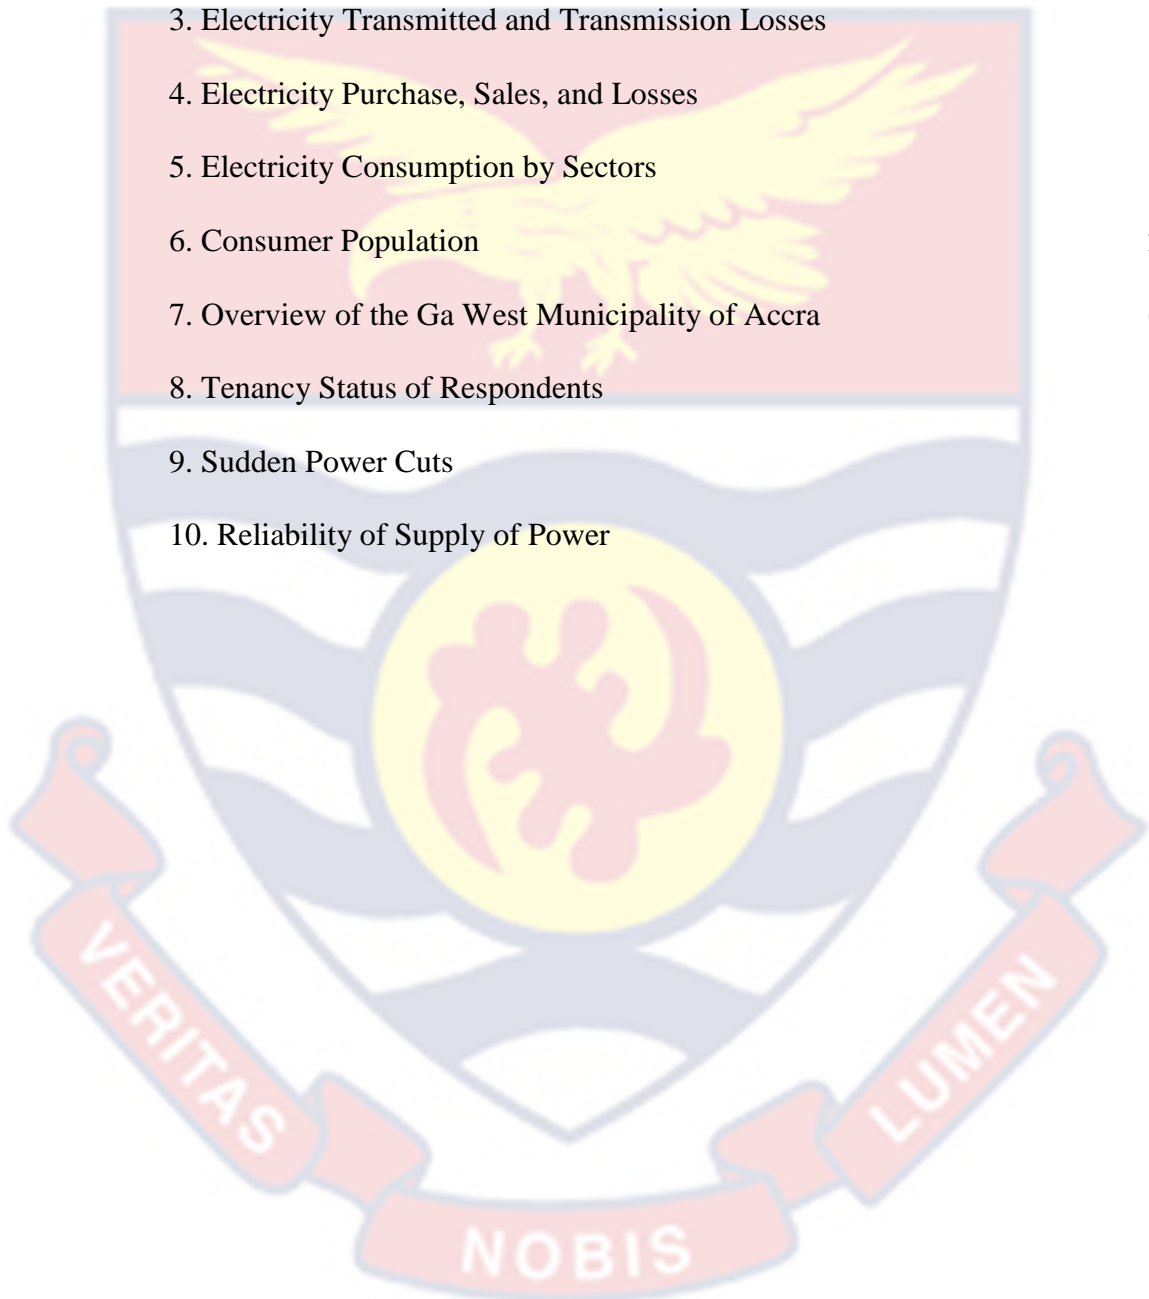 3. Electricity Transmitted and Transmission Losses
4. Electricity Purchase, Sales, and Losses
5. Electricity Consumption by Sectors
6. Consumer Population
7. Overview of the Ga West Municipality of Accra
8. Tenancy Status of Respondents
9. Sudden Power Cuts
10. Reliability of Supply of Power
VERITAS
NOBIS
LUMEN